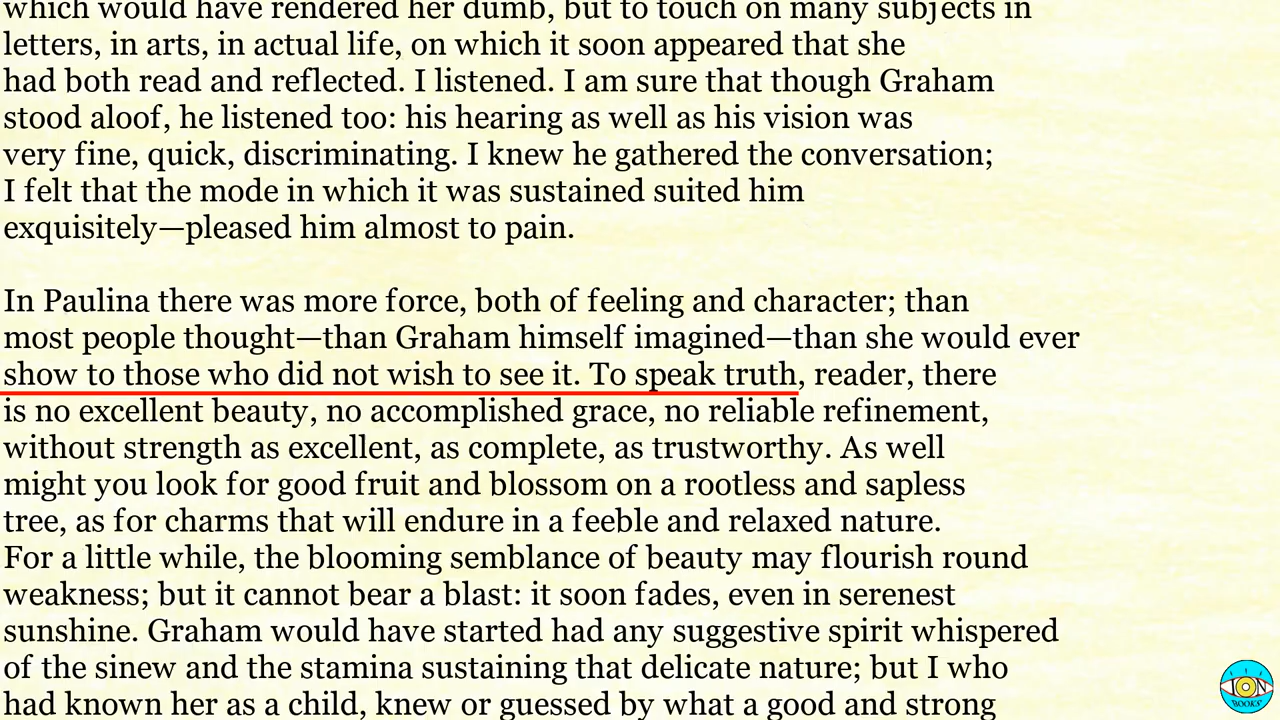 which would have rendered her dumb, but to touch on many subjects in
letters, in arts, in actual life, on which it soon appeared that she
had both read and reflected. I listened. I am sure that though Graham
stood aloof, he listened too: his hearing as well as his vision was
very fine, quick, discriminating. I knew he gathered the conversation;
I felt that the mode in which it was sustained suited him
exquisitely—pleased him almost to pain.
In Paulina there was more force, both of feeling and character; than
most people thought—than Graham himself imagined—than she would ever
show to those who did not wish to see it. To speak truth, reader, there
is no excellent beauty, no accomplished grace, no reliable refinement,
without strength as excellent, as complete, as trustworthy. As well
might you look for good fruit and blossom on a rootless and sapless
tree, as for charms that will endure in a feeble and relaxed nature.
For a little while, the blooming semblance of beauty may flourish round
weakness; but it cannot bear a blast: it soon fades, even in serenest
sunshine. Graham would have started had any suggestive spirit whispered
of the sinew and the stamina sustaining that delicate nature; but I who
had known her as a child, knew or guessed by what a good and strong
BOOKS